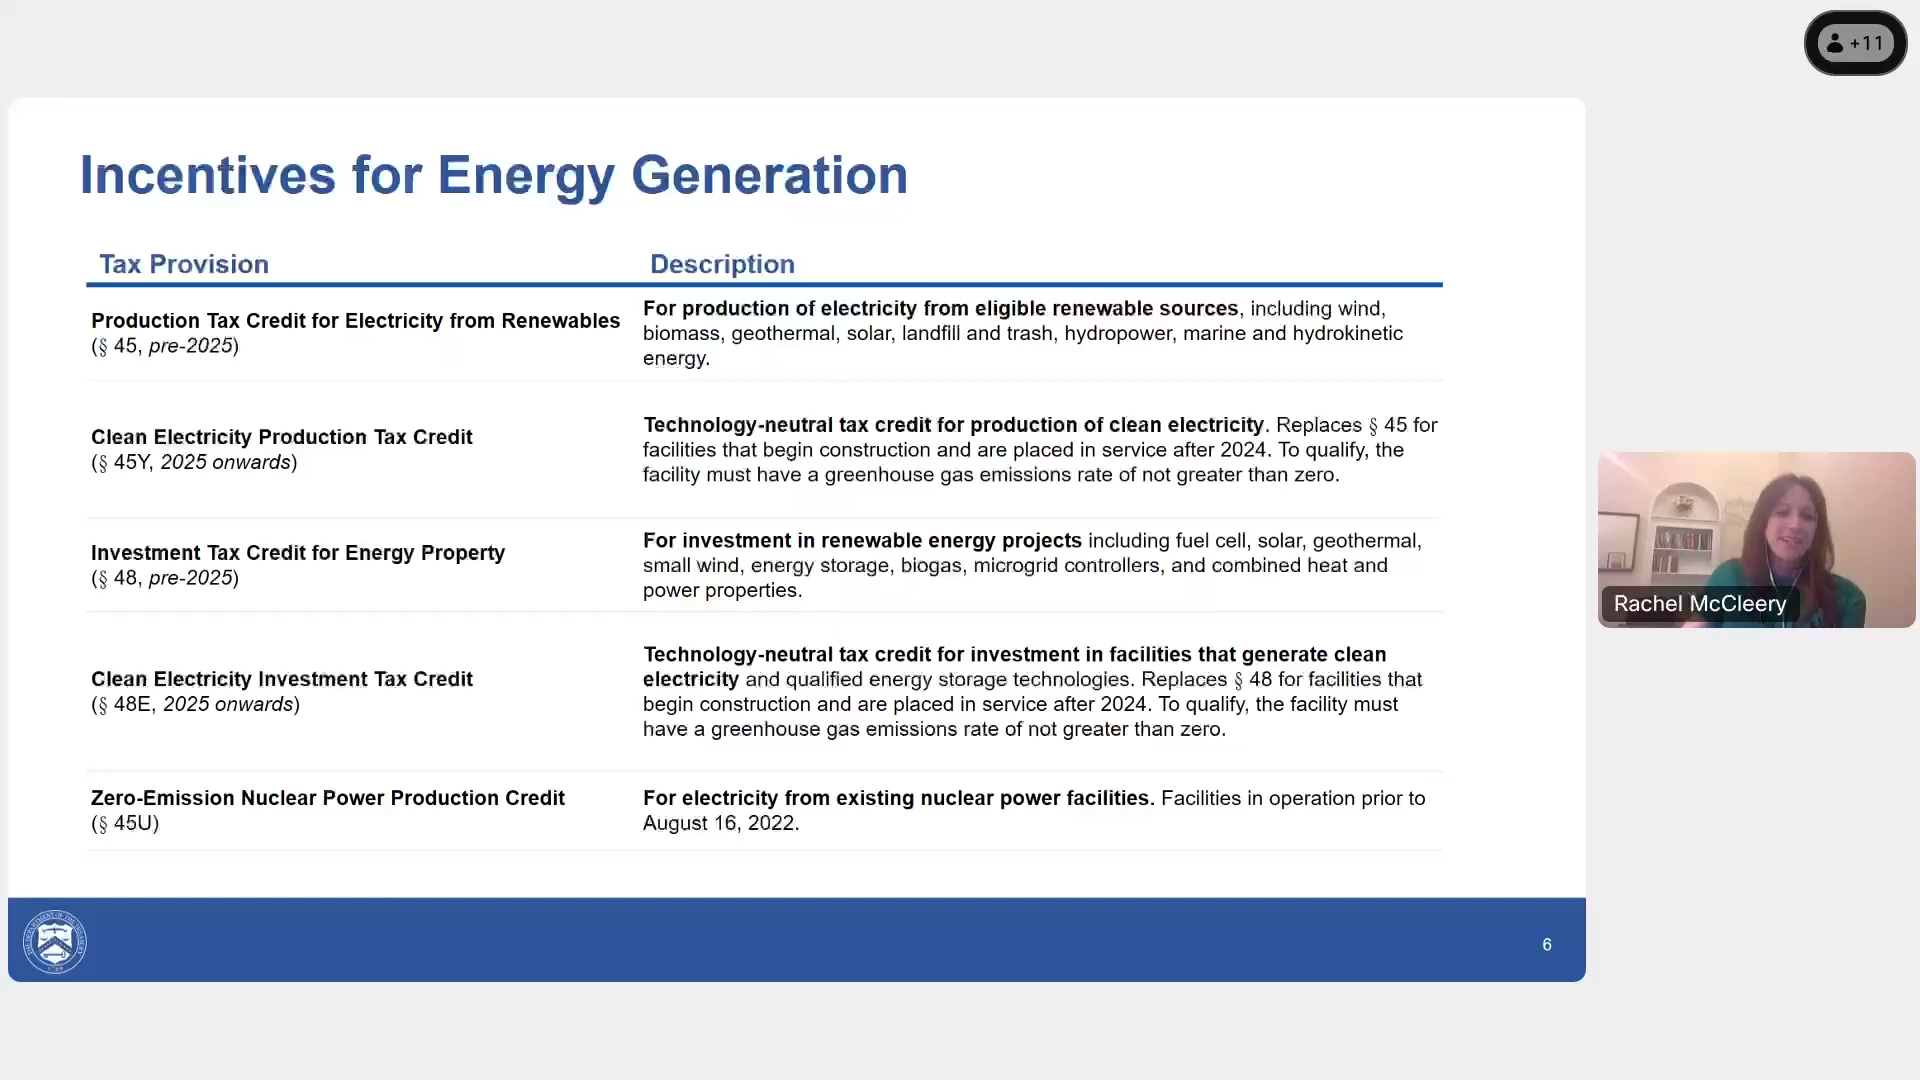 +11
Incentives for Energy Generation
Tax Provision
Description
Production Tax Credit for Electricity from Renewables
(§ 45, pre-2025)
For production of electricity from eligible renewable sources, including wind,
biomass, geothermal, solar, landfill and trash, hydropower, marine and hydrokinetic
energy.
Clean Electricity Production Tax Credit
(§ 45Y, 2025 onwards)
Technology-neutral tax credit for production of clean electricity. Replaces § 45 for
facilities that begin construction and are placed in service after 2024. To qualify, the
facility must have a greenhouse gas emissions rate of not greater than zero.
Investment Tax Credit for Energy Property
(§ 48, pre-2025)
For investment in renewable energy projects including fuel cell, solar, geothermal,
small wind, energy storage, biogas, microgrid controllers, and combined heat and
power properties.
Clean Electricity Investment Tax Credit
(§ 48E, 2025 onwards)
Technology-neutral tax credit for investment in facilities that generate clean
electricity and qualified energy storage technologies. Replaces § 48 for facilities that
begin construction and are placed in service after 2024. To qualify, the facility must
have a greenhouse gas emissions rate of not greater than zero.
Zero-Emission Nuclear Power Production Credit
(§ 45U)
For electricity from existing nuclear power facilities. Facilities in operation prior to
August 16, 2022.
Rachel McCleery
THE DEPARTMENT OF THE TREASURY
1789
6